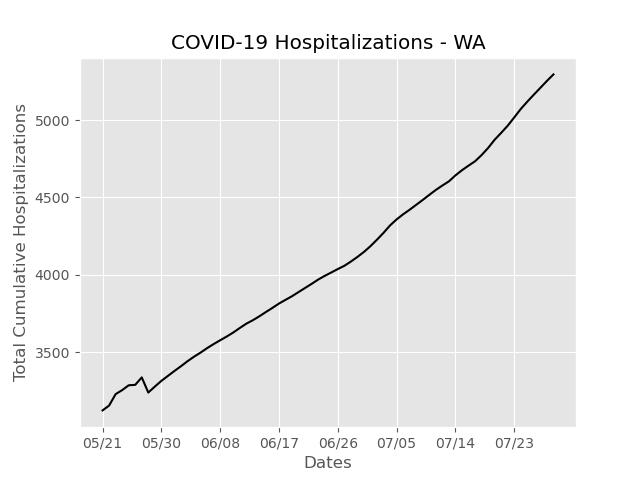 COVID-19 Hospitalizations - WA
Total Cumulative Hospitalizations
5000
4500
4000
3500
05/21 05/30 06/08 06/17 06/26 07/05 07/14 07/23
Dates